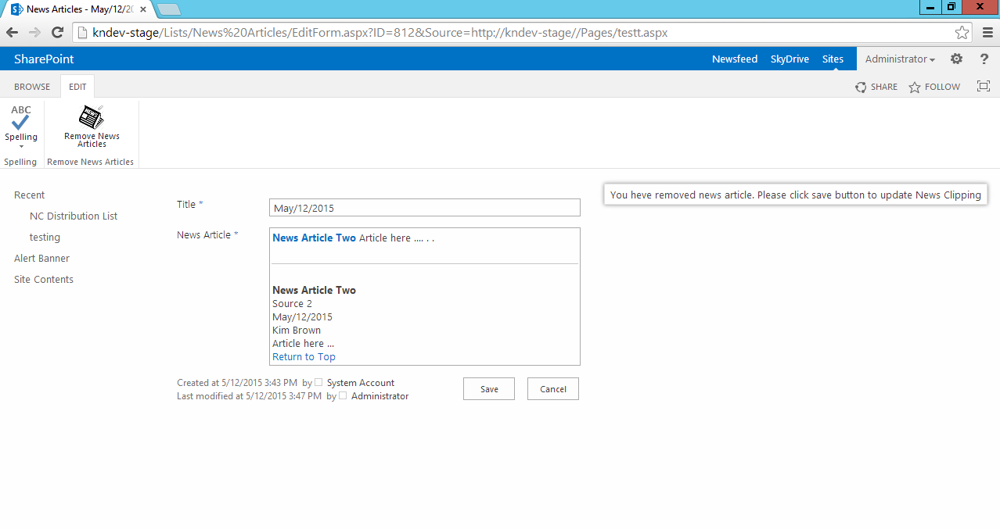 News Articles - May/12/20
kndev-stage/Lists/News%20Articles/EditForm.aspx?ID=812&Source=http://kndev-stage//Pages/testt.aspx
SharePoint
Newsfeed SkyDrive Sites Administrator
BROWSE EDIT
SHARE FOLLOW
ABC
Spelling
Remove News
Articles
Spelling
Remove News Articles
Recent
NC Distribution List
testing
Alert Banner
Site Contents
Title *
May/12/2015
You heve removed news article. Please click save button to update News Clipping
News Article *
News Article Two Article here .... . .
News Article Two
Source 2
May/12/2015
Kim Brown
Article here ...
Return to Top
Created at 5/12/2015 3:43 PM by System Account
Last modified at 5/12/2015 3:47 PM by Administrator
Save
Cancel